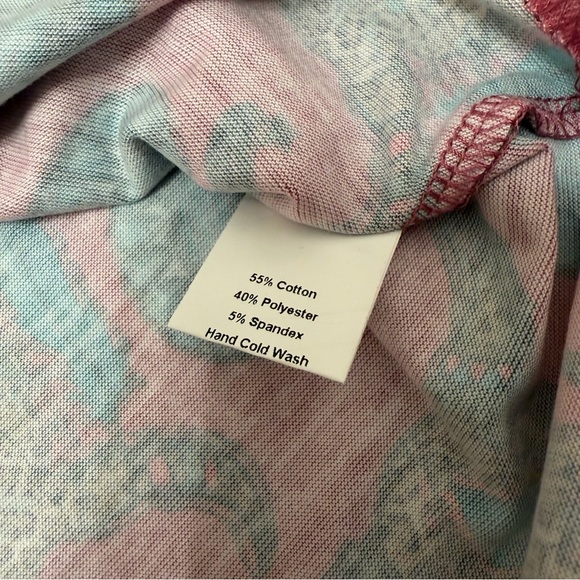 55% Cotton
40% Polyester
5% Spandex
Hand Cold Wash